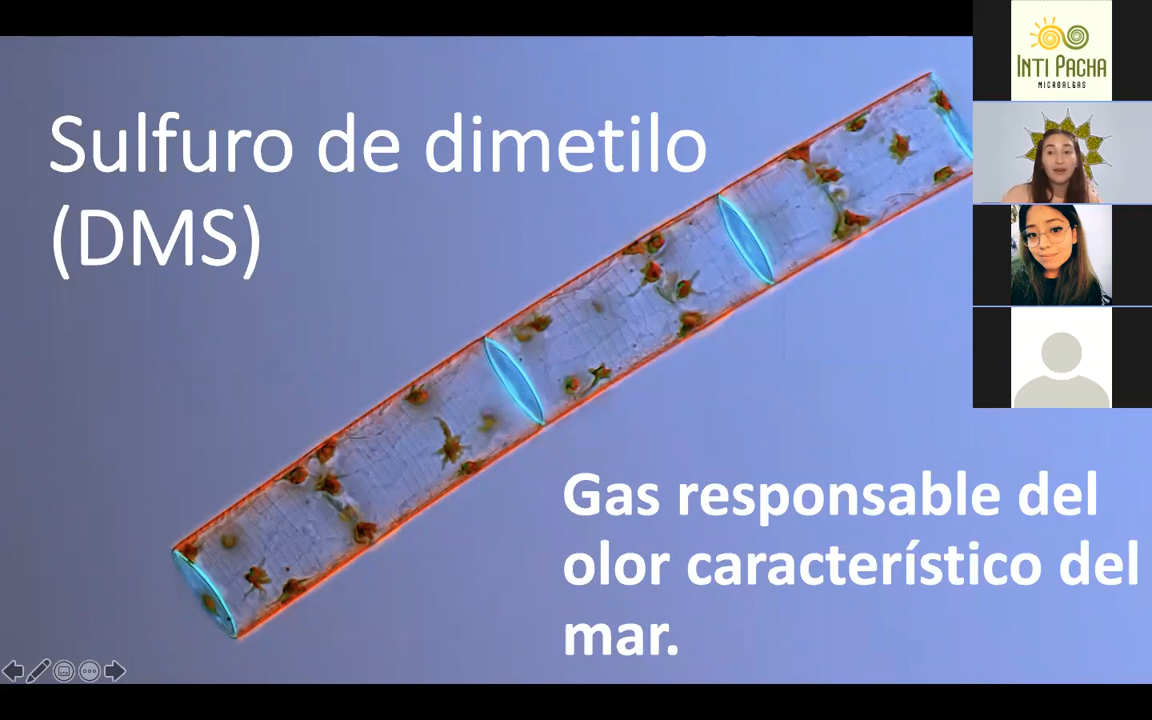 Sulfuro de dimetilo
(DMS)
INTI PACHA
MICROALGAS
Gas responsable del
olor característico del
mar.